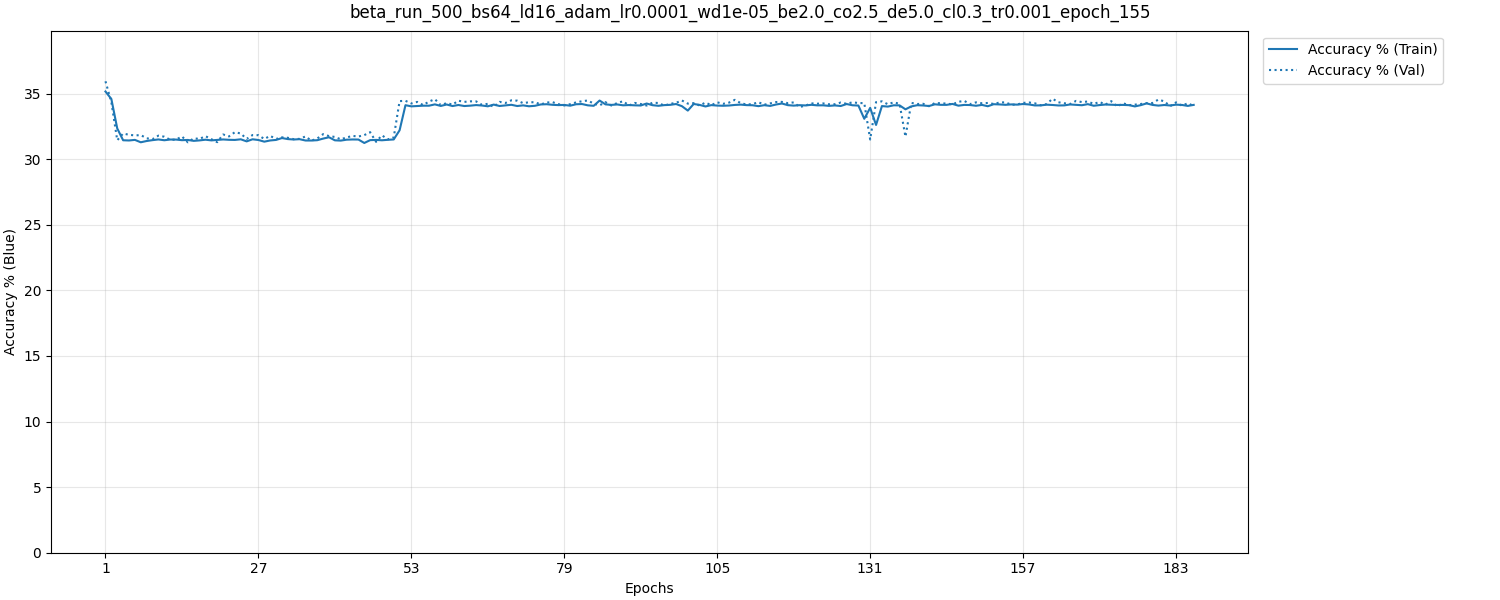 beta_run_500_bs64_ld16_adam_lr0.0001_wd1e-05_be2.0_co2.5_de5.0_cl0.3_tr0.001_epoch_155
Accuracy % (Train)
Accuracy % (Val)
Accuracy % (Blue)
35
30
25
20
15
10
5
0
1 27 53 79 105 131 157 183
Epochs